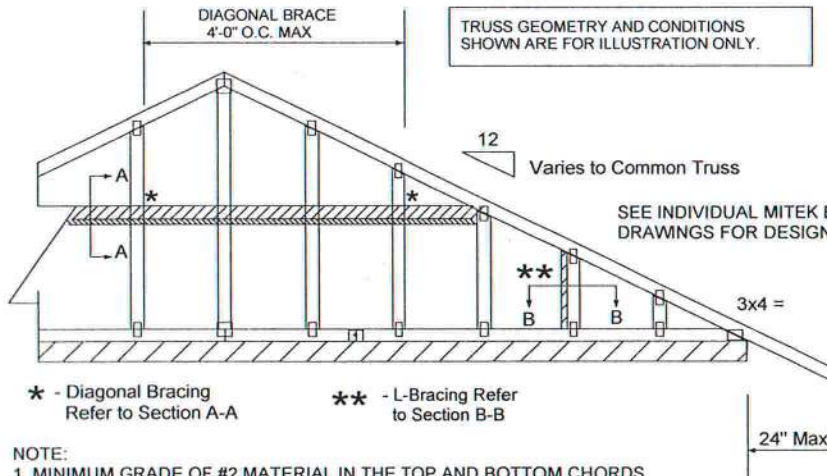 DIAGONAL BRACE
4'-0" O.C. MAX
TRUSS GEOMETRY AND CONDITIONS
SHOWN ARE FOR ILLUSTRATION ONLY.
12
Varies to Common Truss
A
*
*
A
SEE INDIVIDUAL MITEK
DRAWINGS FOR DESIGN
**
B
B
3x4 =
* - Diagonal Bracing
Refer to Section A-A
** - L-Bracing Refer
to Section B-B
24" Max
NOTE:
1. MINIMUM GRADE OF #2 MATERIAL IN THE TOP AND BOTTOM CHORDS